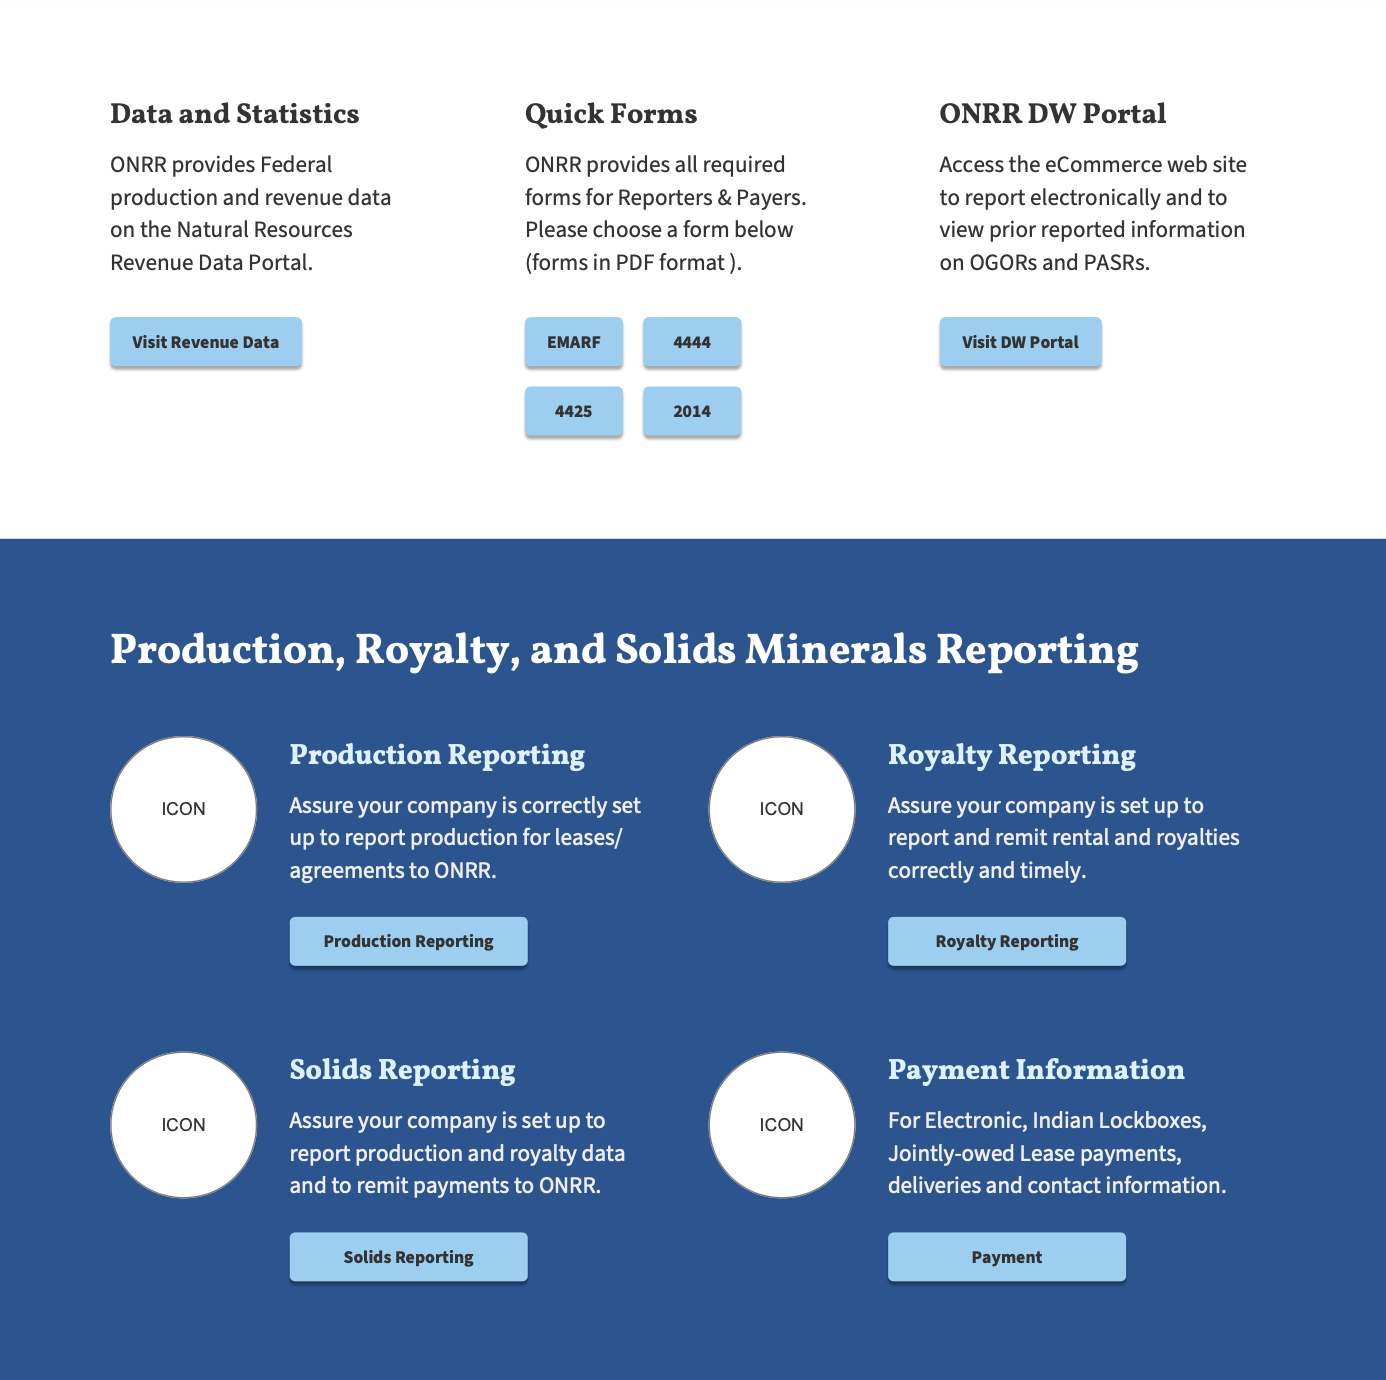 Data and Statistics
ONRR provides Federal
production and revenue data
on the Natural Resources
Revenue Data Portal.
Visit Revenue Data
Quick Forms
ONRR provides all required
forms for Reporters & Payers.
Please choose a form below
(forms in PDF format ).
EMARF
4444
4425
2014
ONRR DW Portal
Access the eCommerce web site
to report electronically and to
view prior reported information
on OGORs and PASRs.
Visit DW Portal
Production, Royalty, and Solids Minerals Reporting
ICON
Production Reporting
Assure your company is correctly set
up to report production for leases/
agreements to ONRR.
Production Reporting
ICON
Royalty Reporting
Assure your company is set up to
report and remit rental and royalties
correctly and timely.
Royalty Reporting
ICON
Solids Reporting
Assure your company is set up to
report production and royalty data
and to remit payments to ONRR.
Solids Reporting
ICON
Payment Information
For Electronic, Indian Lockboxes,
Jointly-owed Lease payments,
deliveries and contact information.
Payment